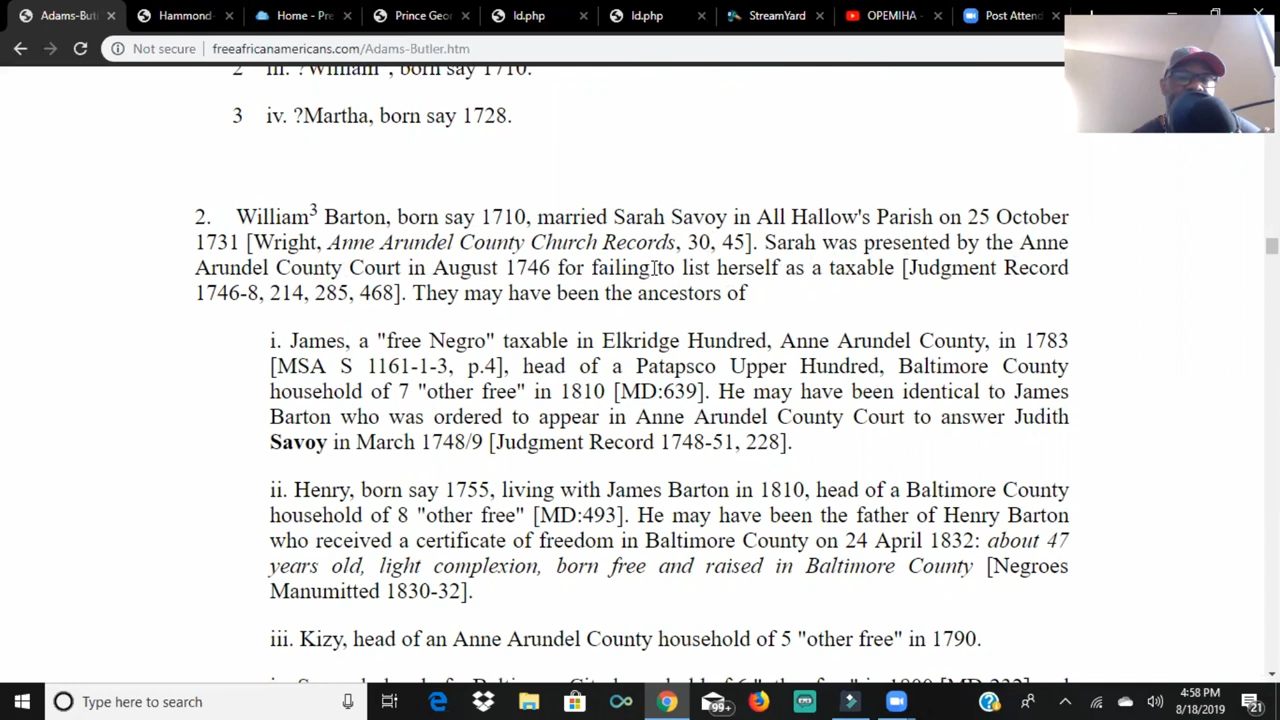 Adams-Butl
Hammond-
Home - Pre
Prince Geor
ld.php
ld.php
StreamYard
OPEMIHA -
Post Attend
Not secure
freeafricanamericans.com/Adams-Butler.htm
2 iii. ?William , born say 1710.
3 iv. ?Martha, born say 1728.
2. William3 Barton, born say 1710, married Sarah Savoy in All Hallow's Parish on 25 October
1731 [Wright, Anne Arundel County Church Records, 30, 45]. Sarah was presented by the Anne
Arundel County Court in August 1746 for failing to list herself as a taxable [Judgment Record
1746-8, 214, 285, 468]. They may have been the ancestors of
i. James, a "free Negro" taxable in Elkridge Hundred, Anne Arundel County, in 1783
[MSA S 1161-1-3, p.4], head of a Patapsco Upper Hundred, Baltimore County
household of 7 "other free" in 1810 [MD:639]. He may have been identical to James
Barton who was ordered to appear in Anne Arundel County Court to answer Judith
Savoy in March 1748/9 [Judgment Record 1748-51, 228].
ii. Henry, born say 1755, living with James Barton in 1810, head of a Baltimore County
household of 8 "other free" [MD:493]. He may have been the father of Henry Barton
who received a certificate of freedom in Baltimore County on 24 April 1832: about 47
years old, light complexion, born free and raised in Baltimore County [Negroes
Manumitted 1830-32].
iii. Kizy, head of an Anne Arundel County household of 5 "other free" in 1790.
Type here to search
99+
4:58 PM
8/18/2019
21